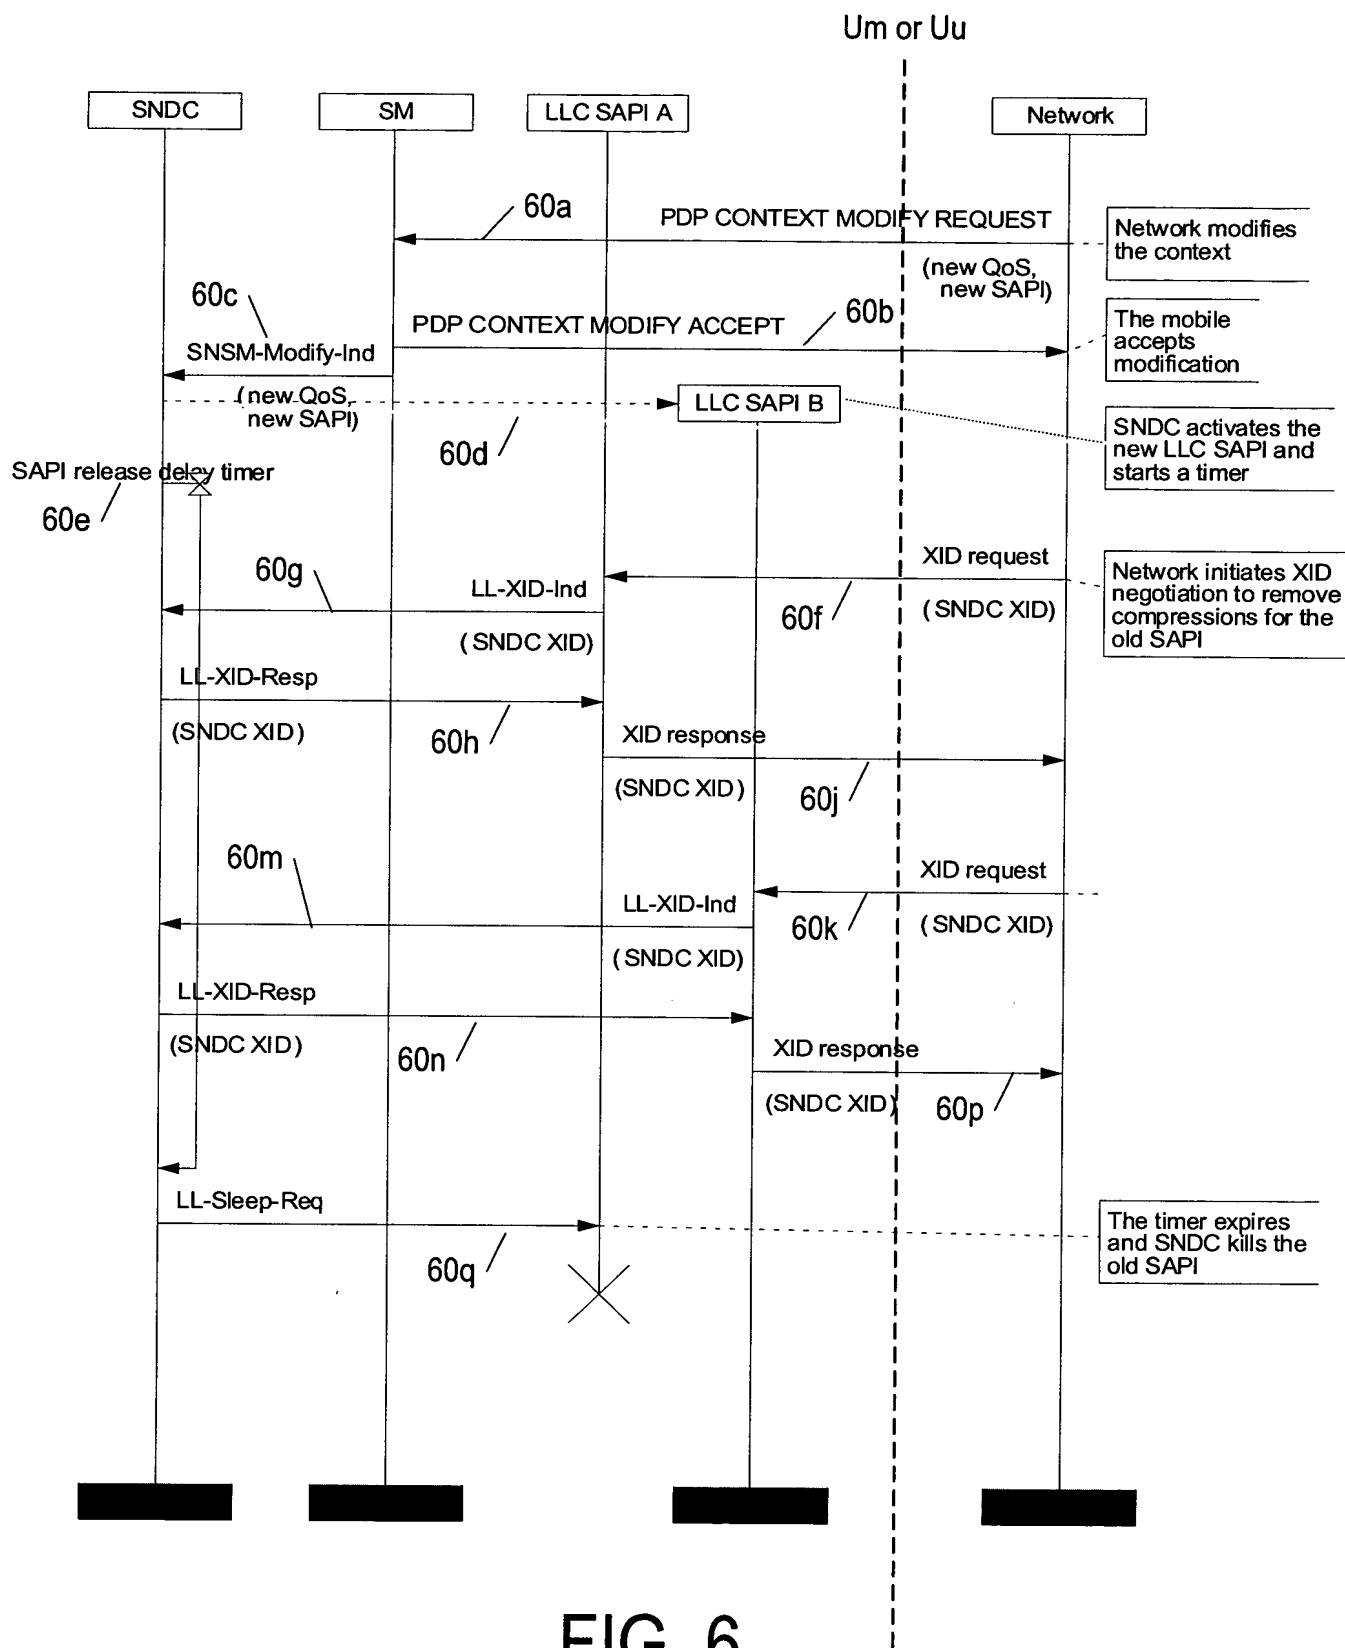 Um or Uu
SNDC
SM
LLC SAPI A
Network
60a
PDP CONTEXT MODIFY REQUEST
(new QoS,
new SAPI)
Network modifies
the context
60c
60b
PDP CONTEXT MODIFY ACCEPT
The mobile
accepts
modification
SNSM-Modify-Ind
(new QoS,
new SAPI)
LLC SAPI B
60d
SNDC activates the
new LLC SAPI and
starts a timer
SAPI release delay timer
60e
XID request
60g
LL-XID-Ind
60f
(SNDC XID)
(SNDC XID)
Network initiates XID
negotiation to remove
compressions for the
old SAPI
LL-XID-Resp
(SNDC XID)
60h
XID response
(SNDC XID)
60j
60m
XID request
LL-XID-Ind
60k
(SNDC XID)
(SNDC XID)
LL-XID-Resp
(SNDC XID)
60n
XID response
(SNDC XID)
60p
LL-Sleep-Req
60q
The timer expires
and SNDC kills the
old SAPI
FIG. 6